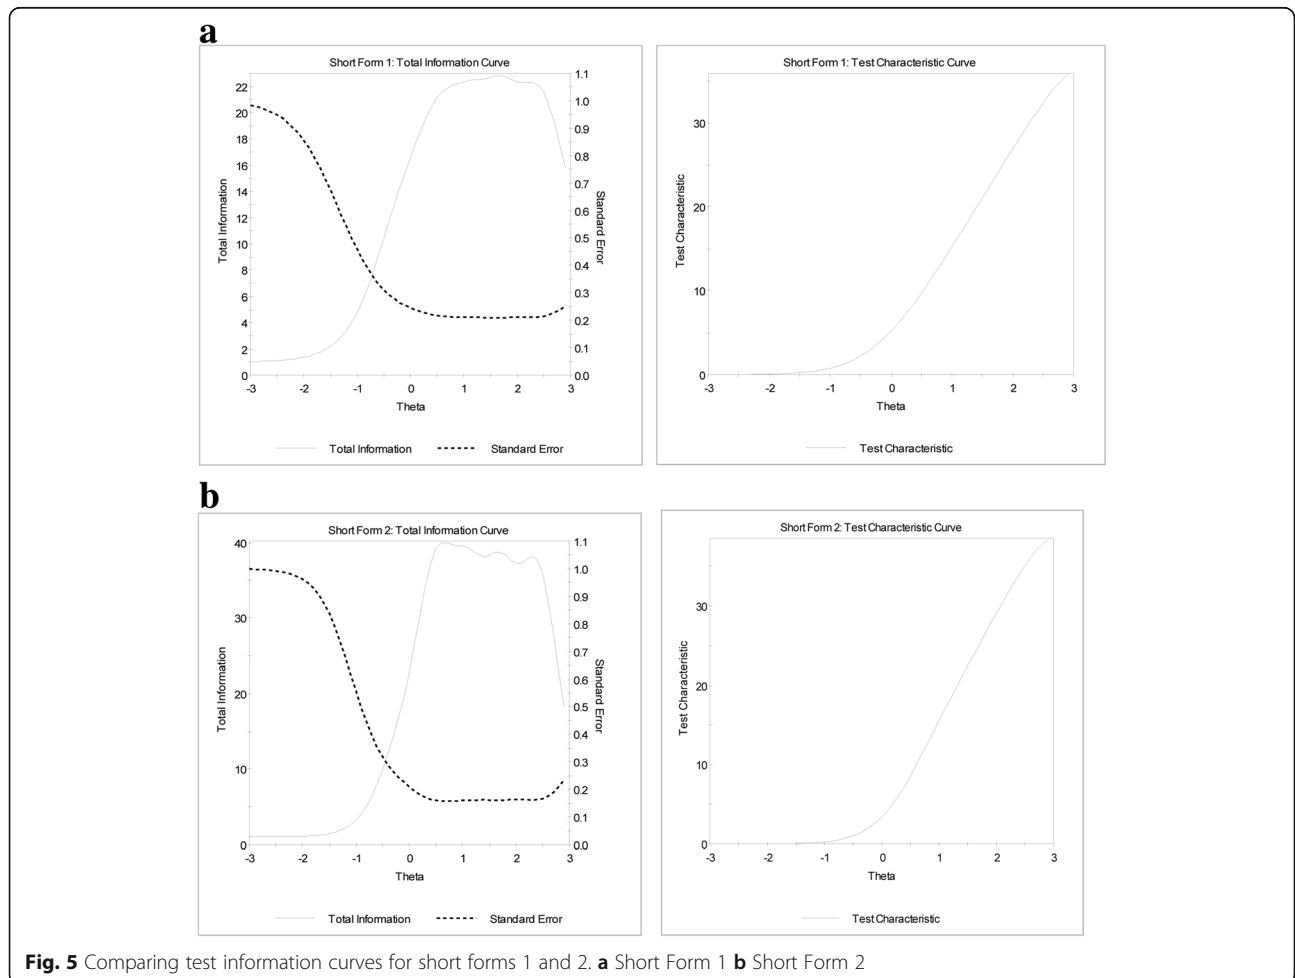 a
Short Form 1: Total Information Curve
22
20
18
16
14
12
10
8
6
4
2
0
Total Information
1.1
1.0
0.9
0.8
0.7
0.6
0.5
0.4
0.3
0.2
0.1
0.0
Standard Error
-3 -2 -1 0 1 2 3
Theta
Total Information Standard Error
Short Form 1: Test Characteristic Curve
30
20
10
0
Test Characteristic
-3 -2 -1 0 1 2 3
Theta
Test Characteristic
b
Short Form 2: Total Information Curve
40
30
20
10
0
Total Information
1.1
1.0
0.9
0.8
0.7
0.6
0.5
0.4
0.3
0.2
0.1
0.0
Standard Error
-3 -2 -1 0 1 2 3
Theta
Total Information Standard Error
Short Form 2: Test Characteristic Curve
30
20
10
0
Test Characteristic
-3 -2 -1 0 1 2 3
Theta
Test Characteristic
Fig. 5 Comparing test information curves for short forms 1 and 2. a Short Form 1 b Short Form 2